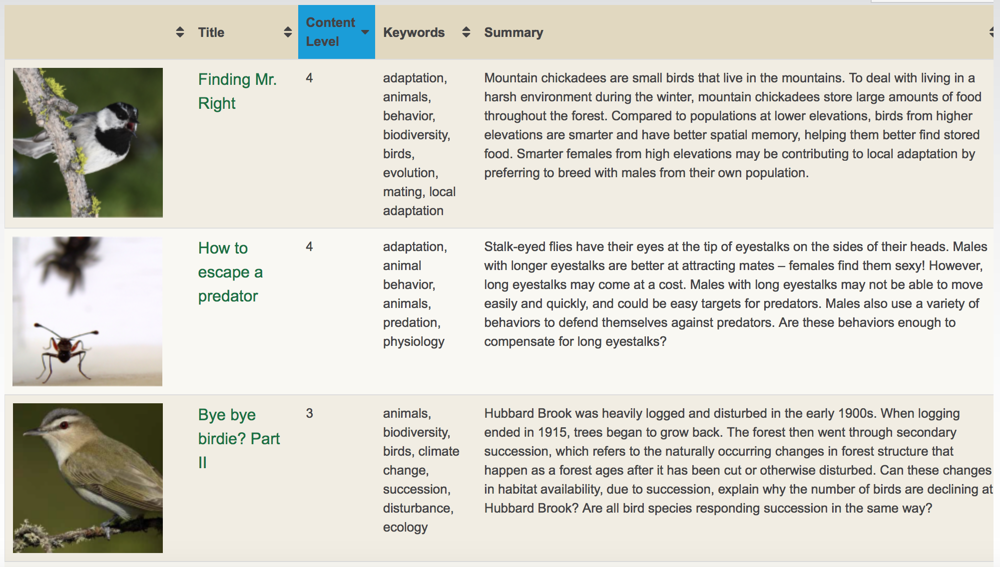 Title
Content
Level
Keywords
Summary
Finding Mr.
Right
4
adaptation,
animals,
behavior,
biodiversity,
birds,
evolution,
mating, local
adaptation
Mountain chickadees are small birds that live in the mountains. To deal with living in a
harsh environment during the winter, mountain chickadees store large amounts of food
throughout the forest. Compared to populations at lower elevations, birds from higher
elevations are smarter and have better spatial memory, helping them better find stored
food. Smarter females from high elevations may be contributing to local adaptation by
preferring to breed with males from their own population.
How to
escape a
predator
4
adaptation,
animal
behavior,
animals,
predation,
physiology
Stalk-eyed flies have their eyes at the tip of eyestalks on the sides of their heads. Males
with longer eyestalks are better at attracting mates – females find them sexy! However,
long eyestalks may come at a cost. Males with long eyestalks may not be able to move
easily and quickly, and could be easy targets for predators. Males also use a variety of
behaviors to defend themselves against predators. Are these behaviors enough to
compensate for long eyestalks?
Bye bye
birdie? Part
II
3
animals,
biodiversity,
birds, climate
change,
succession,
disturbance,
ecology
Hubbard Brook was heavily logged and disturbed in the early 1900s. When logging
ended in 1915, trees began to grow back. The forest then went through secondary
succession, which refers to the naturally occurring changes in forest structure that
happen as a forest ages after it has been cut or otherwise disturbed. Can these changes
in habitat availability, due to succession, explain why the number of birds are declining at
Hubbard Brook? Are all bird species responding succession in the same way?